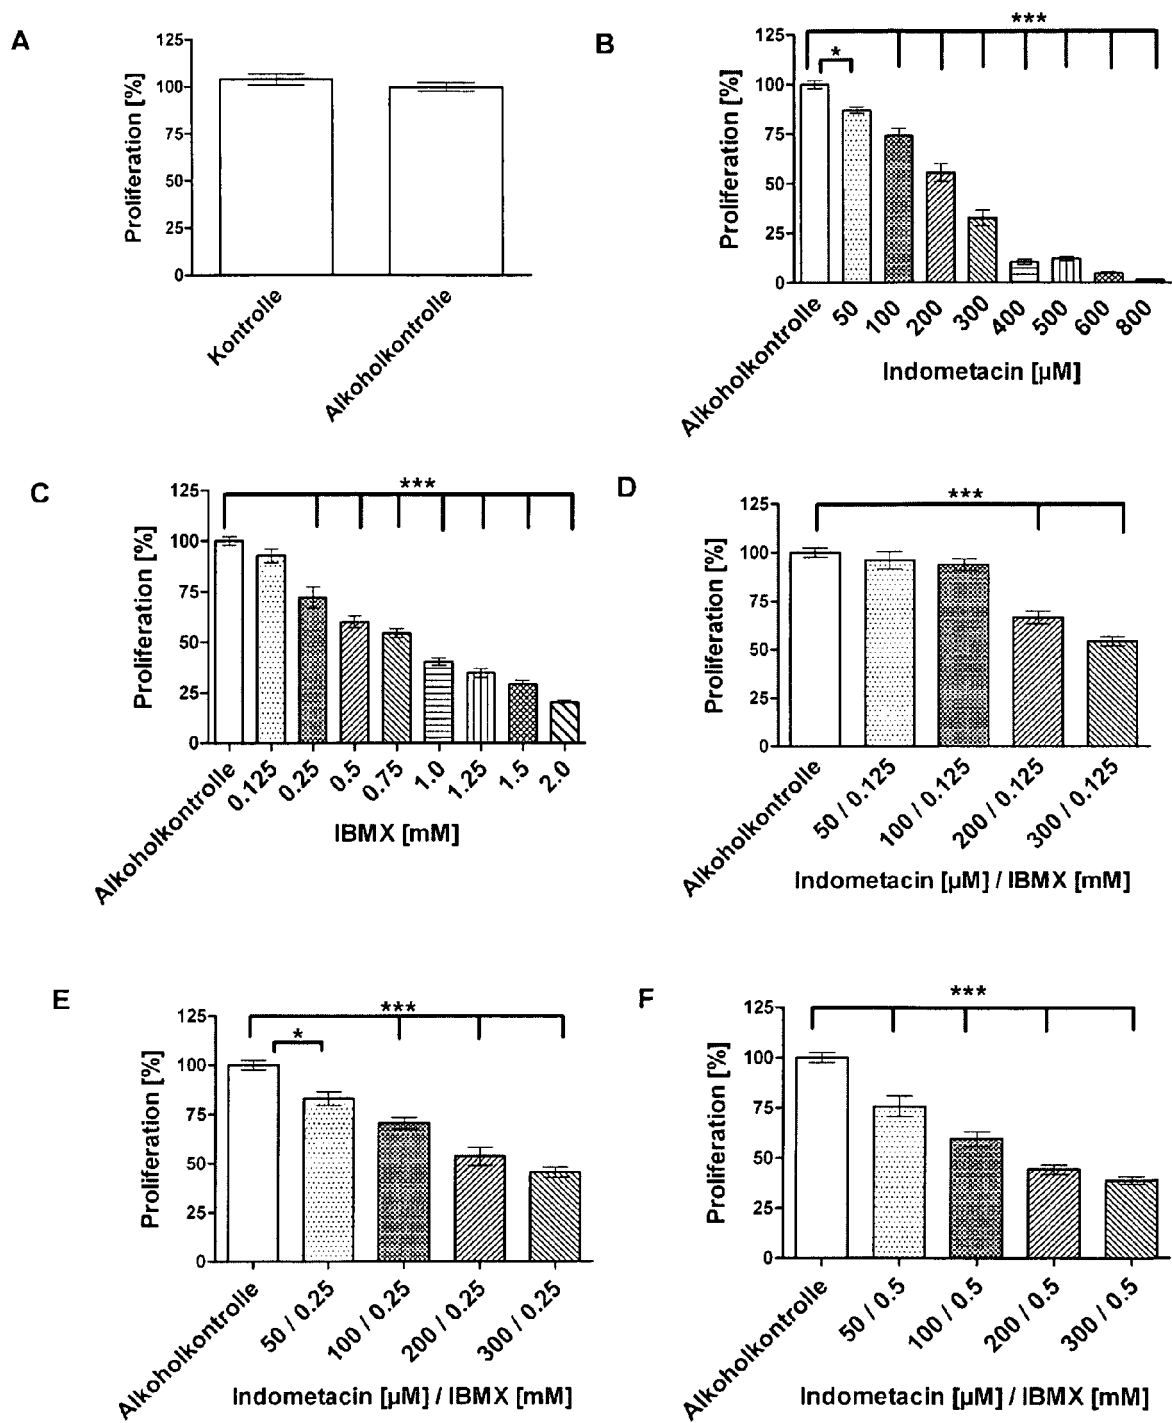 A
Proliferation [%]
125
100
75
50
25
0
Kontrolle
Alkoholkontrolle
B
***
*
Proliferation [%]
125
100
75
50
25
0
Alkoholkontrolle
50
100
200
300
400
500
600
800
Indometacin [µM]
C
***
Proliferation [%]
125
100
75
50
25
0
Alkoholkontrolle
0.125
0.25
0.5
0.75
1.0
1.25
1.5
2.0
IBMX [mM]
D
***
Proliferation [%]
125
100
75
50
25
0
Alkoholkontrolle
50 / 0.125
100 / 0.125
200 / 0.125
300 / 0.125
Indometacin [µM] / IBMX [mM]
E
***
*
Proliferation [%]
125
100
75
50
25
0
Alkoholkontrolle
50 / 0.25
100 / 0.25
200 / 0.25
300 / 0.25
Indometacin [µM] / IBMX [mM]
F
***
Proliferation [%]
125
100
75
50
25
0
Alkoholkontrolle
50 / 0.5
100 / 0.5
200 / 0.5
300 / 0.5
Indometacin [µM] / IBMX [mM]